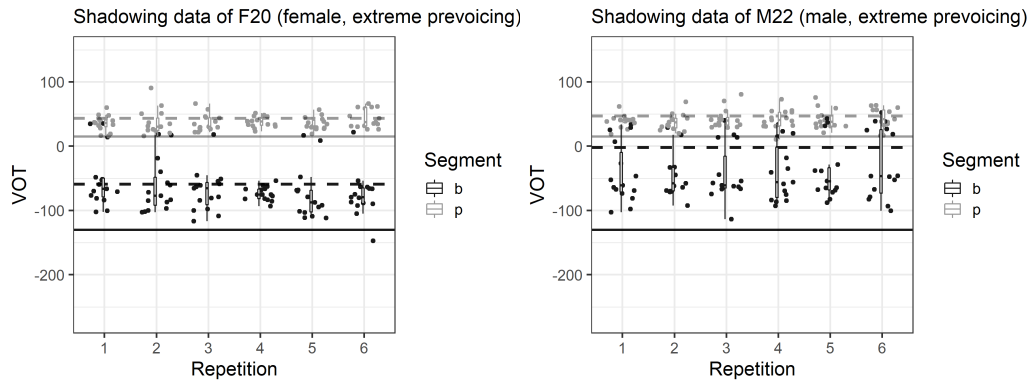 Shadowing data of F20 (female, extreme prevoicing)
VOT
100
0
-100
-200
1 2 3 4 5 6
Repetition
Segment
b
p
Shadowing data of M22 (male, extreme prevoicing)
VOT
100
0
-100
-200
1 2 3 4 5 6
Repetition
Segment
b
p